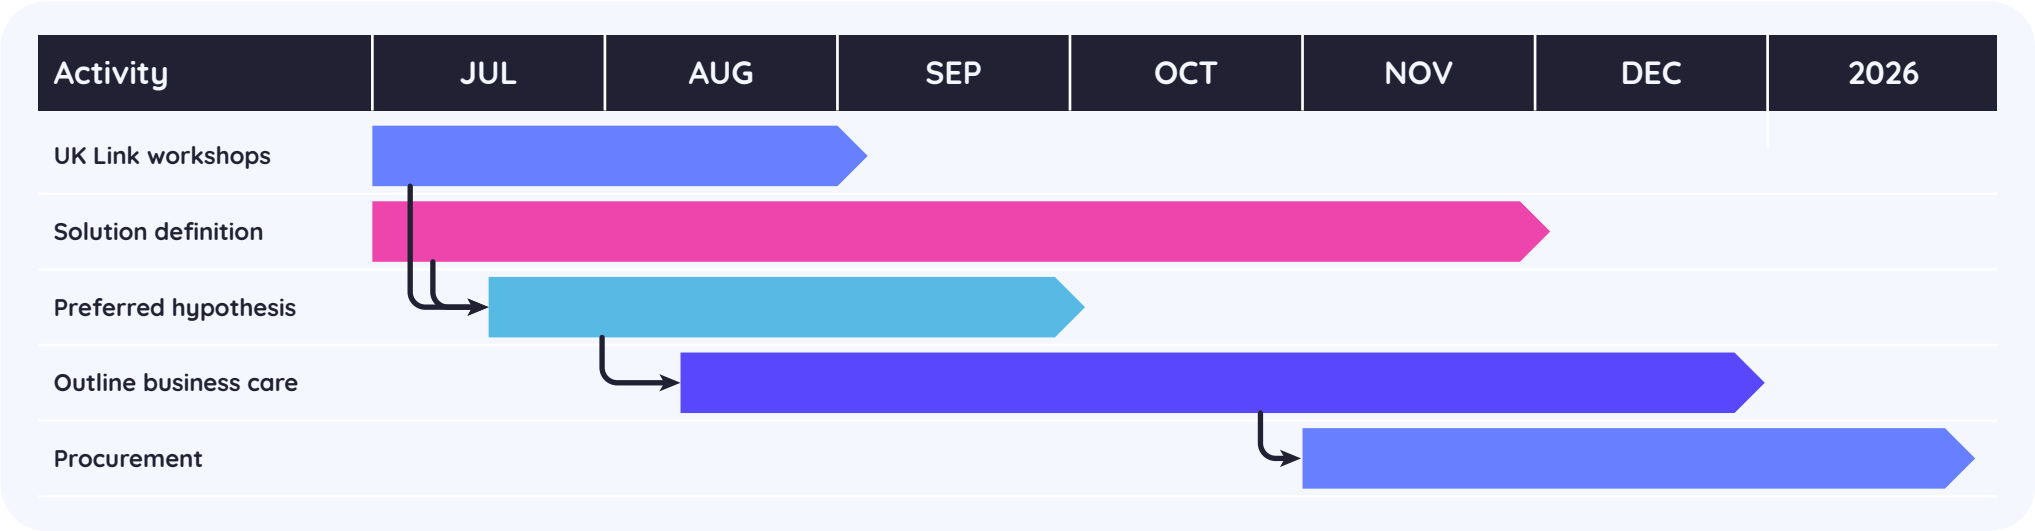 Activity JUL AUG SEP OCT NOV DEC 2026
UK Link workshops
Solution definition
Preferred hypothesis
Outline business care
Procurement